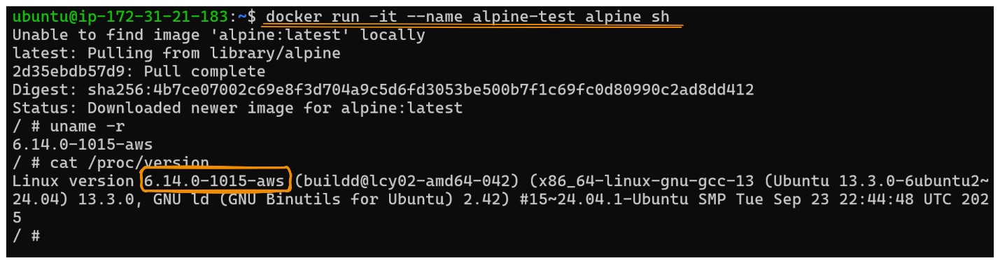 ubuntu@ip-172-31-21-183:~$ docker run -it --name alpine-test alpine sh
Unable to find image 'alpine:latest' locally
latest: Pulling from library/alpine
2d35ebdb57d9: Pull complete
Digest: sha256:4b7ce07002c69e8f3d704a9c5d6fd3053be500b7f1c69fc0d80990c2ad8dd412
Status: Downloaded newer image for alpine:latest
/ # uname -r
6.14.0-1015-aws
/ # cat /proc/version
Linux version 6.14.0-1015-aws (buildd@lcy02-amd64-042) (x86_64-linux-gnu-gcc-13 (Ubuntu 13.3.0-6ubuntu2~
24.04) 13.3.0, GNU ld (GNU Binutils for Ubuntu) 2.42) #15~24.04.1-Ubuntu SMP Tue Sep 23 22:44:48 UTC 202
5
/ #